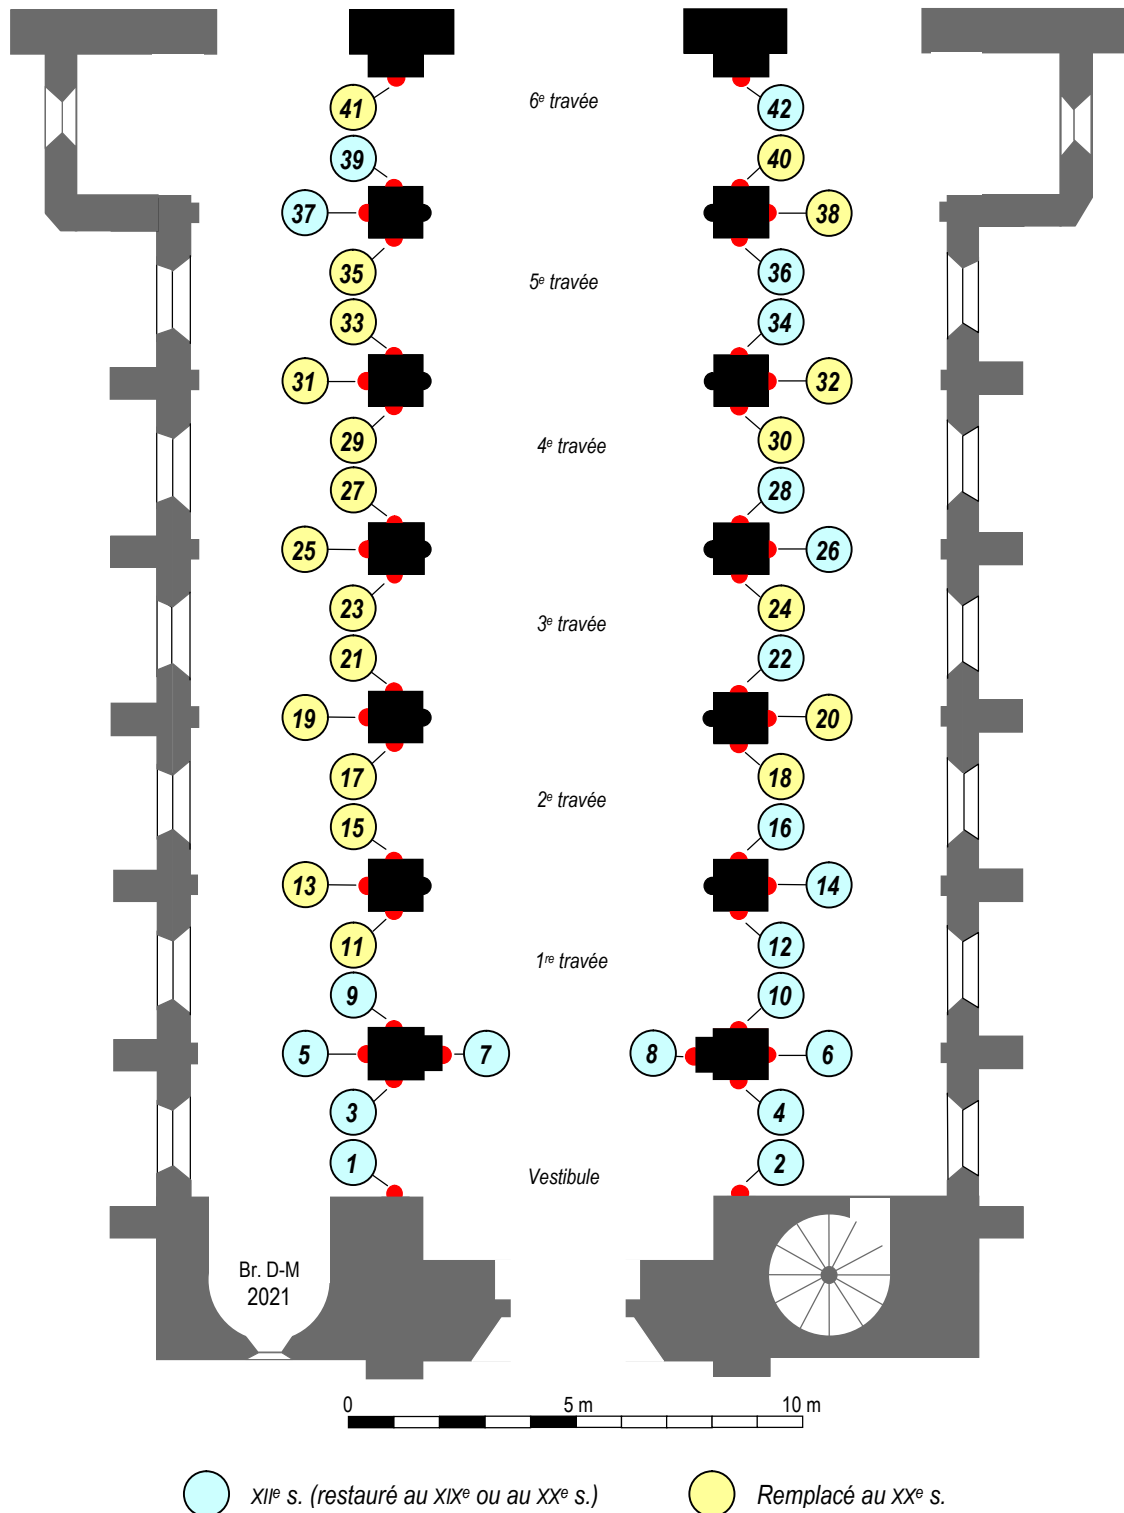 41 6e travée 42
39 40
37 38
35 5e travée 36
33 34
31 32
29 4e travée 30
27 28
25 26
23 3e travée 24
21 22
19 20
17 18
15 2e travée 16
13 14
11 1re travée 12
9 10
5 7 8 6
3 4
1 Vestibule 2
Br. D-M
2021
0 5 m 10 m
XIIe s. (restauré au XIXe ou au XXe s.) Remplacé au XXe s.